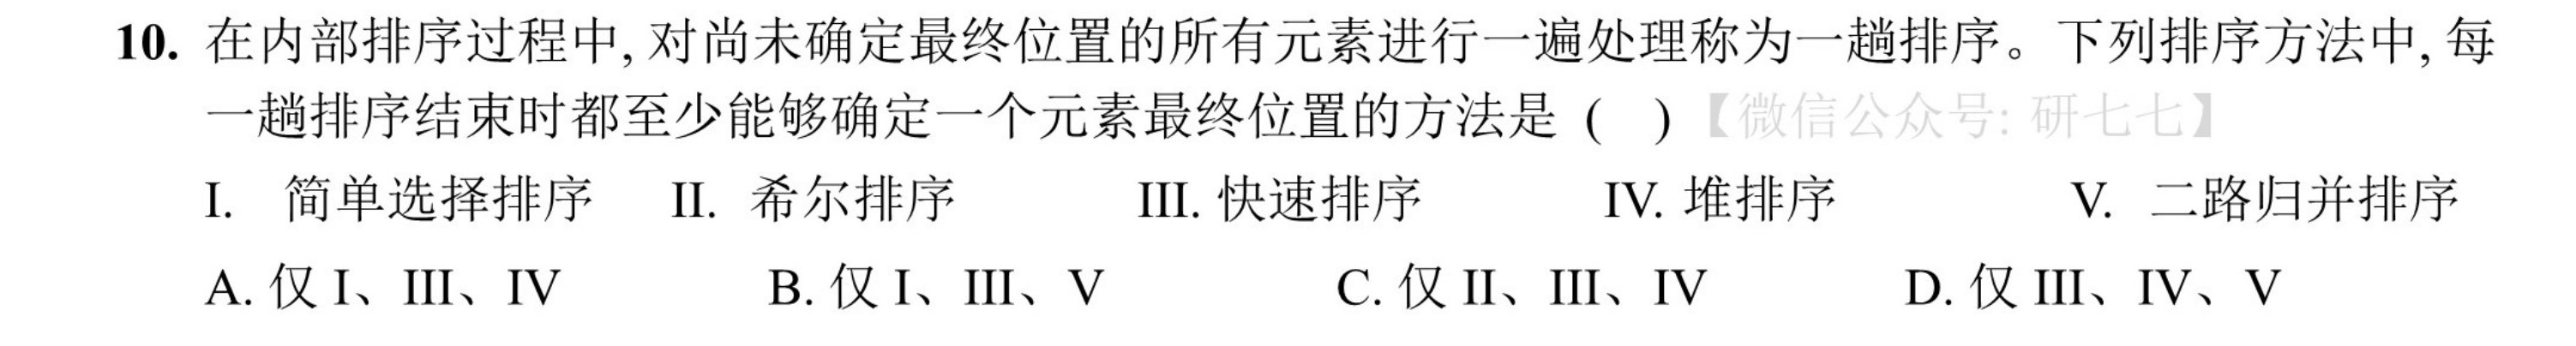 10. 在内部排序过程中, 对尚未确定最终位置的所有元素进行一遍处理称为一趟排序。下列排序方法中, 每
一趟排序结束时都至少能够确定一个元素最终位置的方法是 ( ) 【微信公众号: 研七七】
I. 简单选择排序 II. 希尔排序 III. 快速排序 IV. 堆排序 V. 二路归并排序
A. 仅 I、III、IV B. 仅 I、III、V C. 仅 II、III、IV D. 仅 III、IV、V